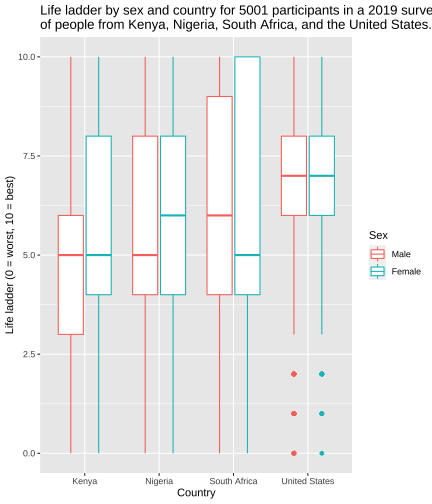 Life ladder by sex and country for 5001 participants in a 2019 surve
of people from Kenya, Nigeria, South Africa, and the United States.
Life ladder (0 = worst, 10 = best)
10.0
7.5
5.0
2.5
0.0
Kenya
Nigeria
South Africa
United States
Country
Sex
Male
Female